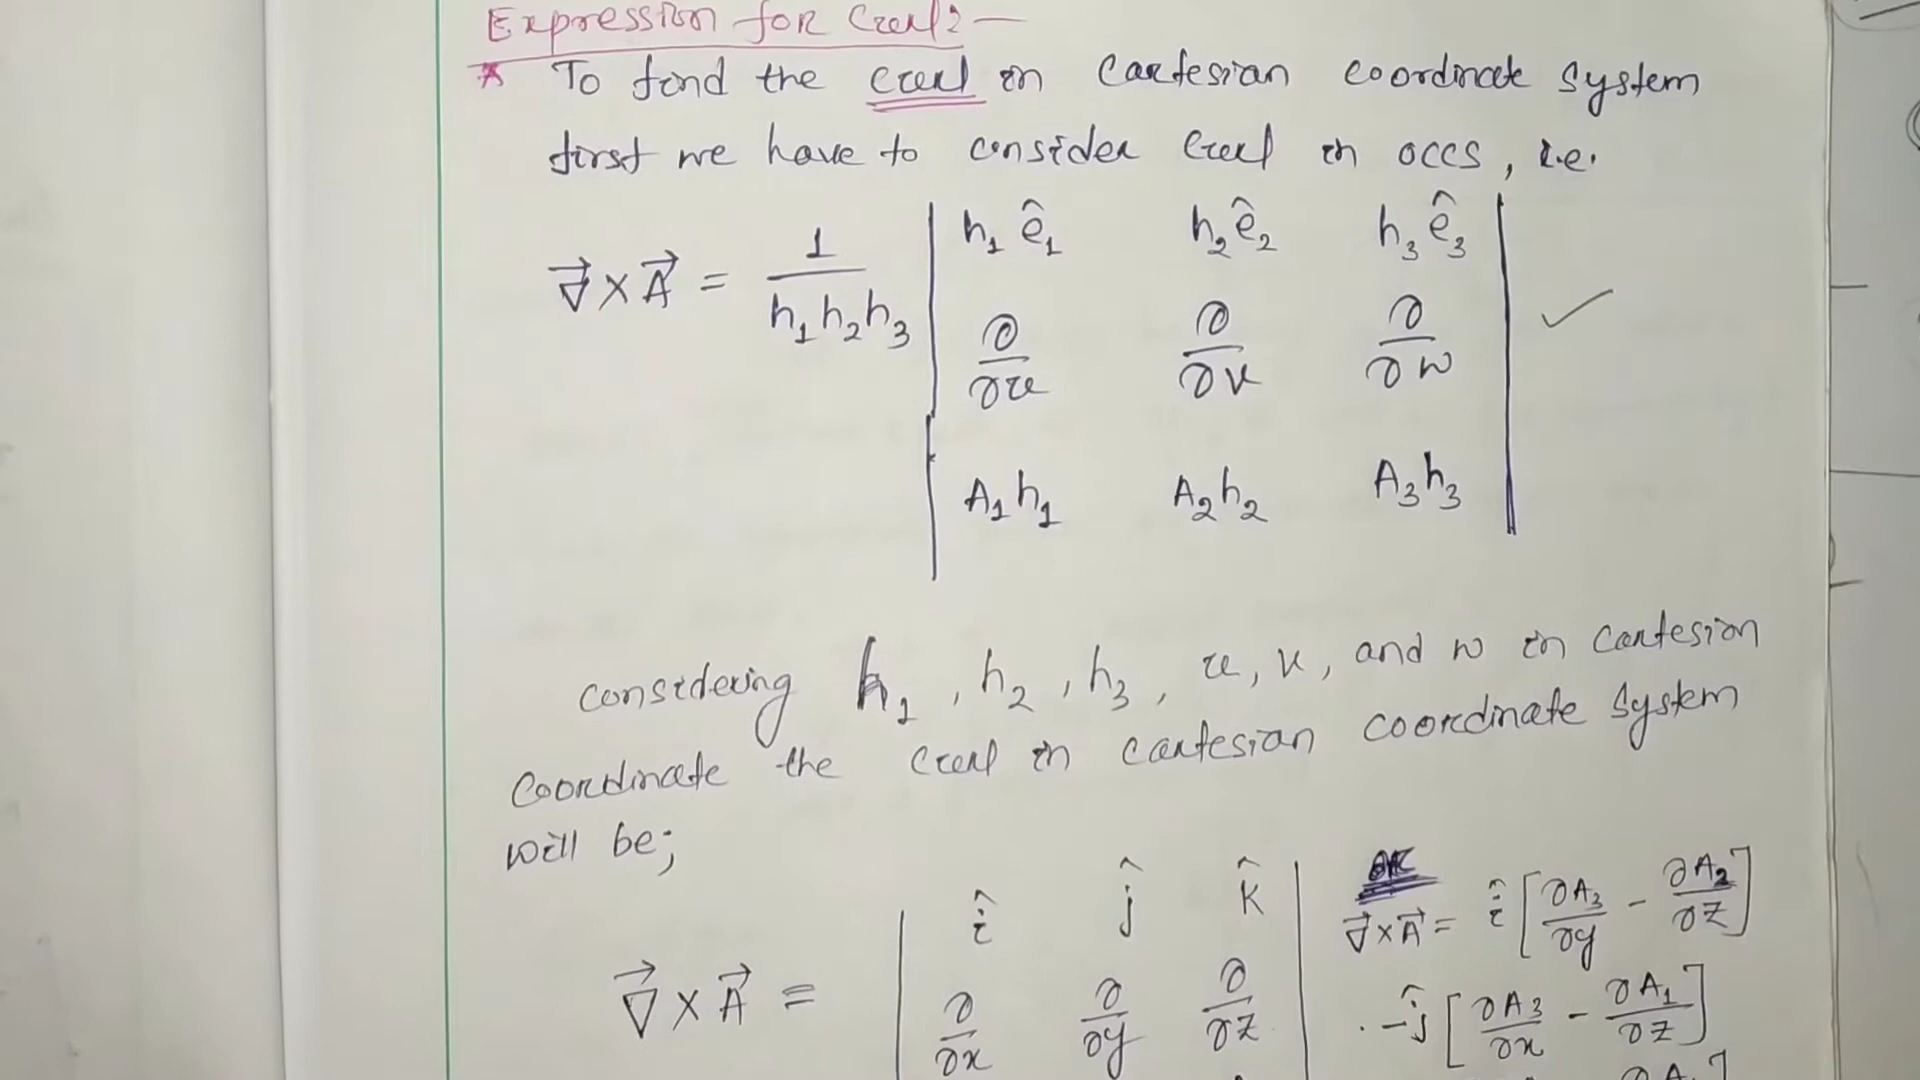 Expression for Curl:—
* To find the curl in Cartesian coordinate system
first we have to consider Curl in OCCS, i.e.
∇⃗ × A⃗ = 1 / h₁h₂h₃ | h₁ê₁ h₂ê₂ h₃ê₃ |
| ∂/∂u ∂/∂v ∂/∂w | ✓
| A₁h₁ A₂h₂ A₃h₃ |
considering h₁, h₂, h₃, u, v, and w in cartesion
Coordinate the Curl in cartesian coordinate system
will be;
∇⃗ × A⃗ = | î ĵ k̂ |
| ∂/∂x ∂/∂y ∂/∂z |
OR
∇⃗ × A⃗ = î [∂A₃/∂y - ∂A₂/∂z]
-ĵ [∂A₃/∂x - ∂A₁/∂z]